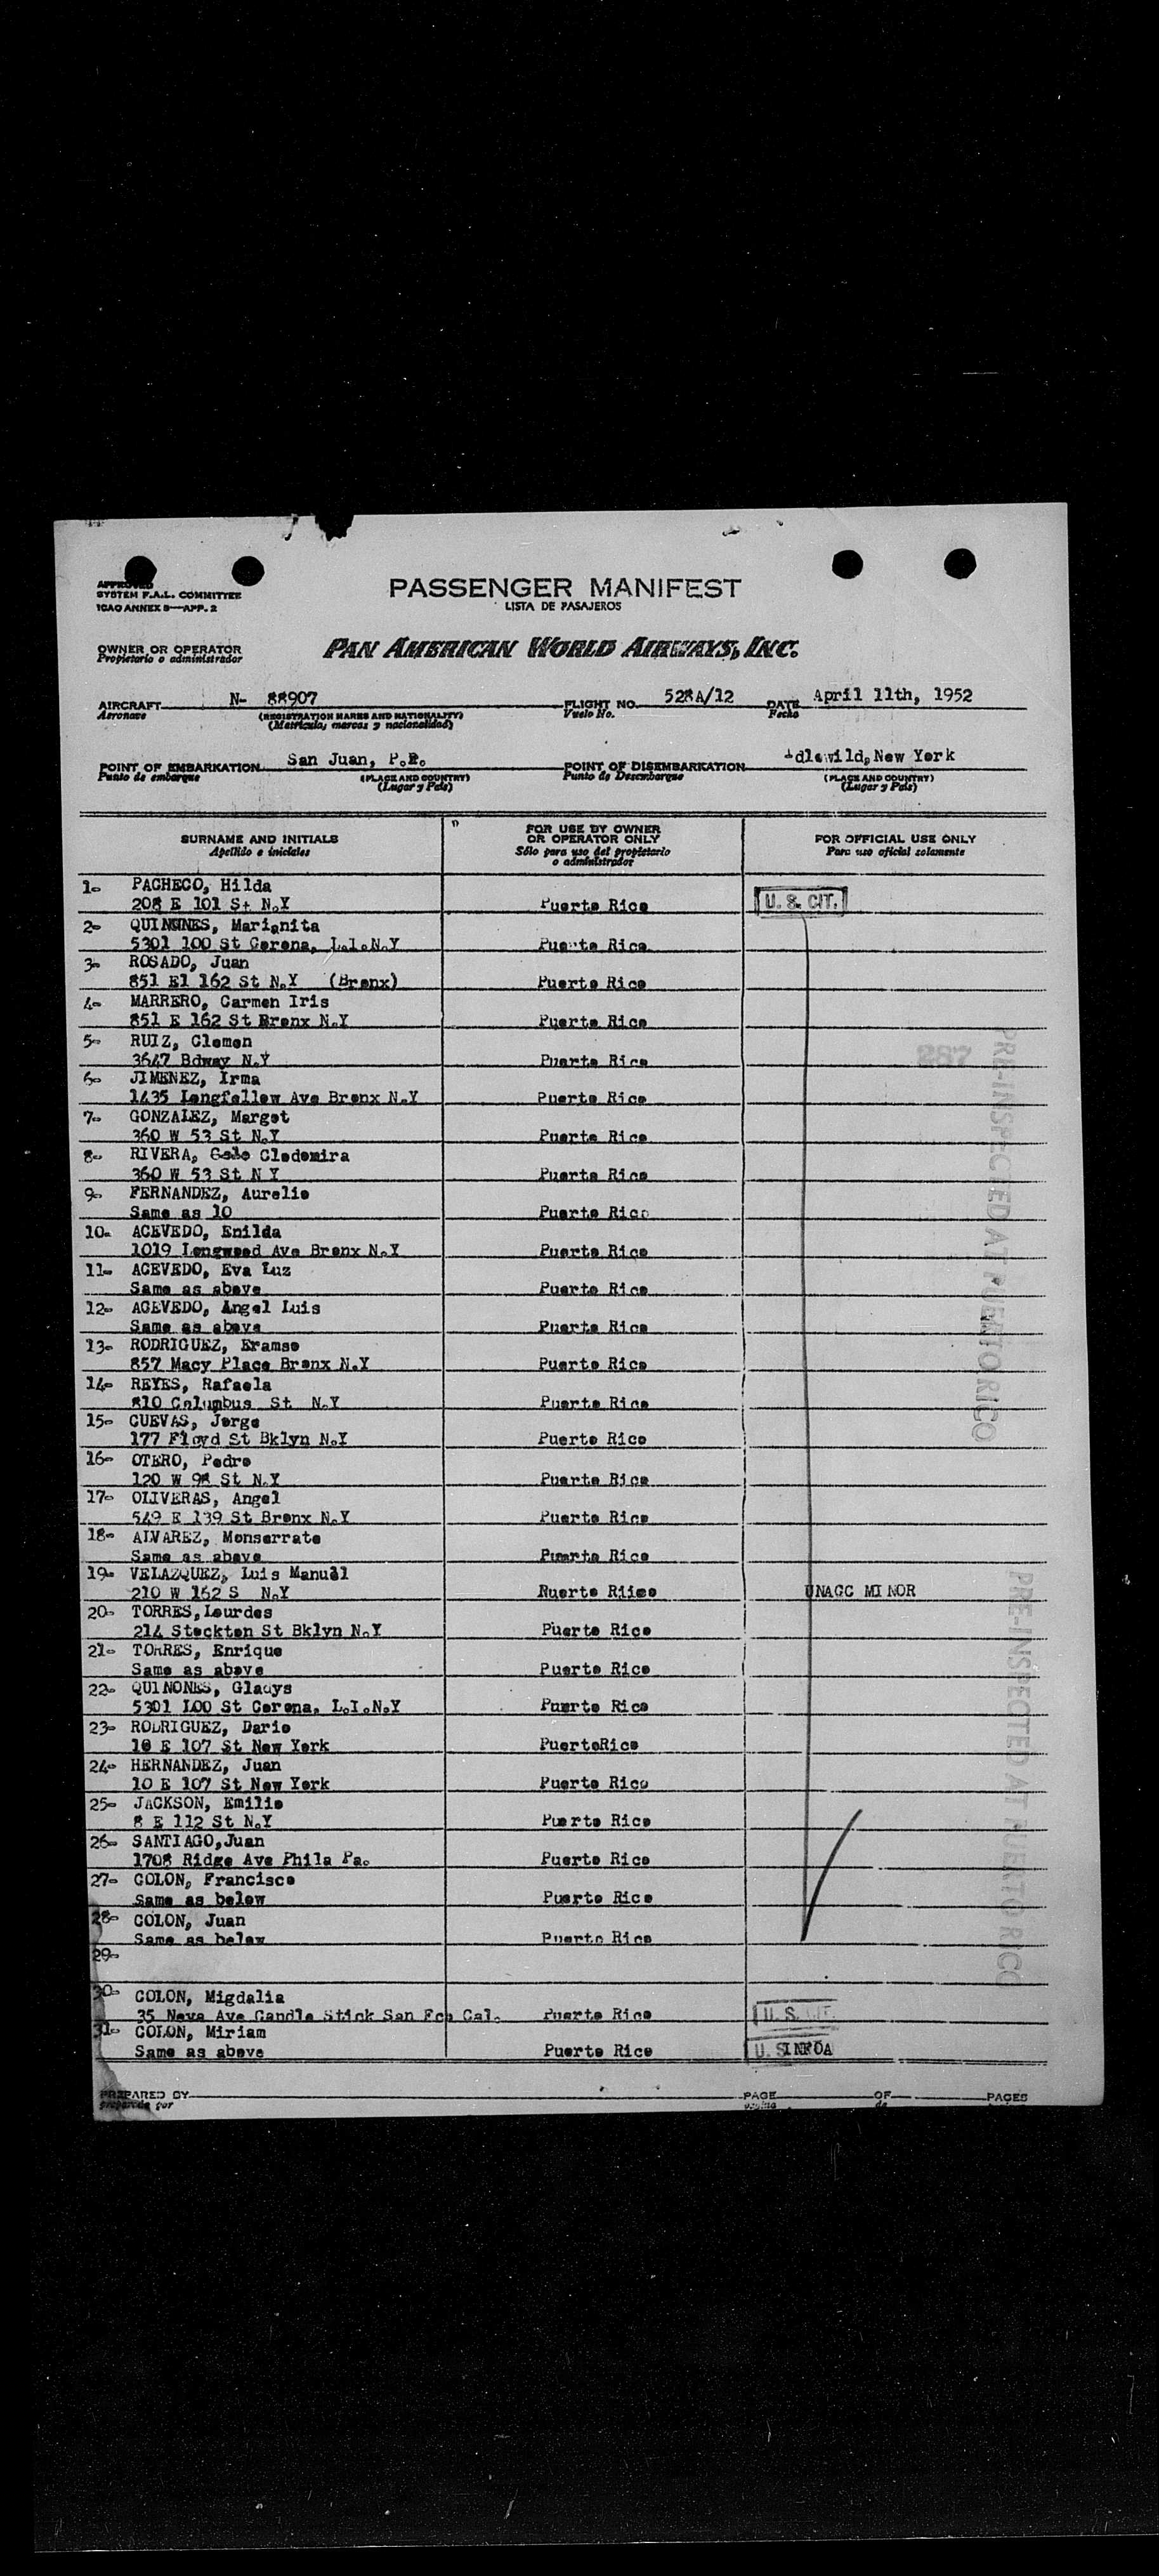 APPROVED
SYSTEM F.A.L. COMMITTEE
ICAO ANNEX 9—APP. 2
PASSENGER MANIFEST
LISTA DE PASAJEROS
OWNER OR OPERATOR
Propietario o administrador
PAN AMERICAN WORLD AIRWAYS, INC.
AIRCRAFT N- 88907 FLIGHT NO. 528A/12 DATE April 11th, 1952
Aeronave (REGISTRATION MARKS AND NATIONALITY) Vuelo No. Fecha
(Matrícula, marcas y nacionalidad)
POINT OF EMBARKATION San Juan, P.R. POINT OF DISEMBARKATION Idlewild, New York
Punto de embarque (PLACE AND COUNTRY) Punto de Desembarque (PLACE AND COUNTRY)
(Lugar y País) (Lugar y País)
SURNAME AND INITIALS FOR USE BY OWNER OR OPERATOR ONLY FOR OFFICIAL USE ONLY
Apellido e iniciales Sólo para uso del propietario o administrador Para uso oficial solamente
1- PACHECO, Hilda
208 E 101 St N.Y Puerto Rico U. S. CIT.
2- QUINONES, Marianita
5301 100 St Corona, L.I.N.Y Puerto Rico
3- ROSADO, Juan
851 El 162 St N.Y (Bronx) Puerto Rico
4- MARRERO, Carmen Iris
851 E 162 St Bronx N.Y Puerto Rico
5- RUIZ, Clemen
3647 Bdway N.Y Puerto Rico
287
6- JIMENEZ, Irma
1435 Longfellow Ave Bronx N.Y Puerto Rico
7- GONZALEZ, Margot
360 W 53 St N.Y Puerto Rico
8- RIVERA, Clodomira
360 W 53 St N Y Puerto Rico
9- FERNANDEZ, Aurelio
Same as 10 Puerto Rico
10- ACEVEDO, Enilda
1019 Longwood Ave Bronx N.Y Puerto Rico
11- ACEVEDO, Eva Luz
Same as above Puerto Rico
12- ACEVEDO, Angel Luis
Same as above Puerto Rico
13- RODRIGUEZ, Eramso
857 Macy Place Bronx N.Y Puerto Rico
14- REYES, Rafaela
810 Columbus St N.Y Puerto Rico
15- CUEVAS, Jorge
177 Floyd St Bklyn N.Y Puerto Rico
16- OTERO, Pedro
120 W 98 St N.Y Puerto Rico
17- OLIVERAS, Angel
549 E 139 St Bronx N.Y Puerto Rico
18- ALVAREZ, Monserrate
Same as above Puerto Rico
19- VELAZQUEZ, Luis Manuel
210 W 162 S N.Y Nuerto Riico UNACC MINOR
20- TORRES, Lourdes
214 Stockton St Bklyn N.Y Puerto Rico
21- TORRES, Enrique
Same as above Puerto Rico
22- QUINONES, Gladys
5301 100 St Corona, L.I.N.Y Puerto Rico
23- RODRIGUEZ, Dario
10 E 107 St New York PuertoRico
24- HERNANDEZ, Juan
10 E 107 St New York Puerto Rico
25- JACKSON, Emilio
8 E 112 St N.Y Puerto Rico
26- SANTIAGO, Juan
1708 Ridge Ave Phila Pa. Puerto Rico
27- COLON, Francisco
Same as below Puerto Rico
28- COLON, Juan
Same as below Puerto Rico
29-
30- COLON, Migdalia
35 Neva Ave Candle Stick San Fco Cal. Puerto Rico U. S. CIT
31- COLON, Miriam
Same as above Puerto Rico U. S. INFOA
PRE-INSPECTED AT PUERTO RICO
PRE-INSPECTED AT PUERTO RICO
PREPARED BY PAGE OF PAGES
preparado por página de